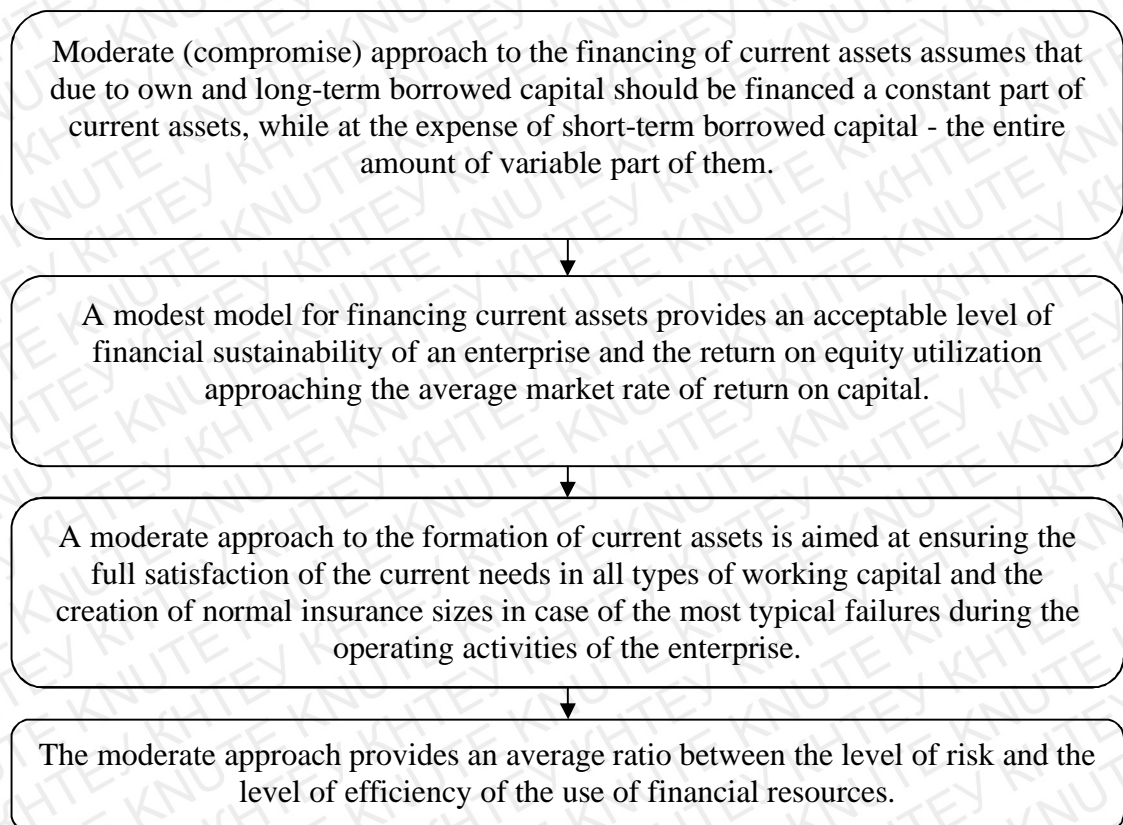 Moderate (compromise) approach to the financing of current assets assumes that
due to own and long-term borrowed capital should be financed a constant part of
current assets, while at the expense of short-term borrowed capital - the entire
amount of variable part of them.
A modest model for financing current assets provides an acceptable level of
financial sustainability of an enterprise and the return on equity utilization
approaching the average market rate of return on capital.
A moderate approach to the formation of current assets is aimed at ensuring the
full satisfaction of the current needs in all types of working capital and the
creation of normal insurance sizes in case of the most typical failures during the
operating activities of the enterprise.
The moderate approach provides an average ratio between the level of risk and the
level of efficiency of the use of financial resources.